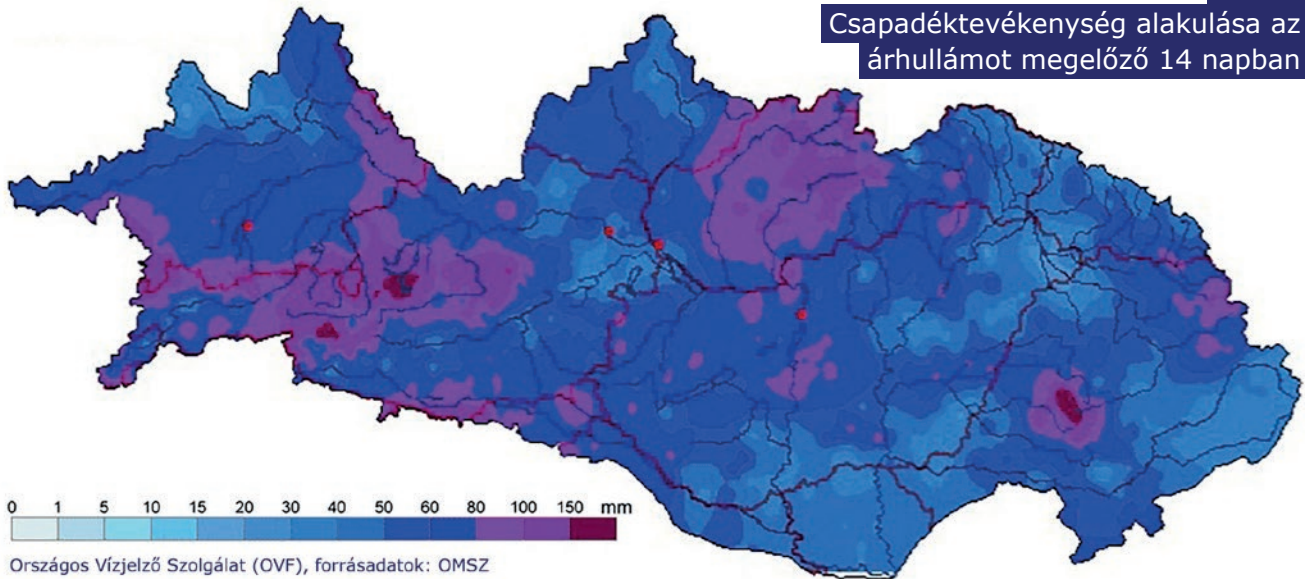 Csapadéktevékenység alakulása az
árhullámot megelőző 14 napban
0 1 5 10 15 20 30 40 50 60 80 100 150 mm
Országos Vízjelző Szolgálat (OVF), forrásadatok: OMSZ